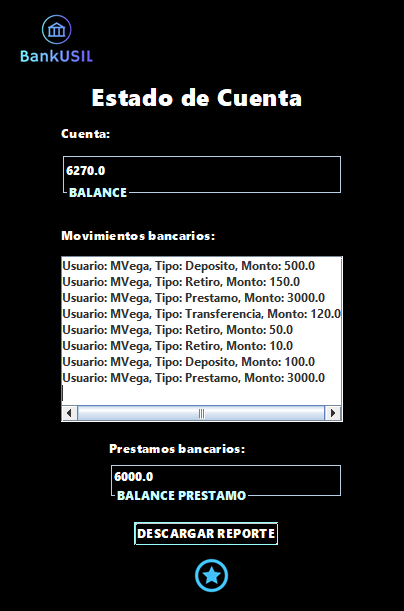 BankUSIL
Estado de Cuenta
Cuenta:
6270.0
BALANCE
Movimientos bancarios:
Usuario: MVega, Tipo: Deposito, Monto: 500.0
Usuario: MVega, Tipo: Retiro, Monto: 150.0
Usuario: MVega, Tipo: Prestamo, Monto: 3000.0
Usuario: MVega, Tipo: Transferencia, Monto: 120.0
Usuario: MVega, Tipo: Retiro, Monto: 50.0
Usuario: MVega, Tipo: Retiro, Monto: 10.0
Usuario: MVega, Tipo: Deposito, Monto: 100.0
Usuario: MVega, Tipo: Prestamo, Monto: 3000.0
Prestamos bancarios:
6000.0
BALANCE PRESTAMO
DESCARGAR REPORTE